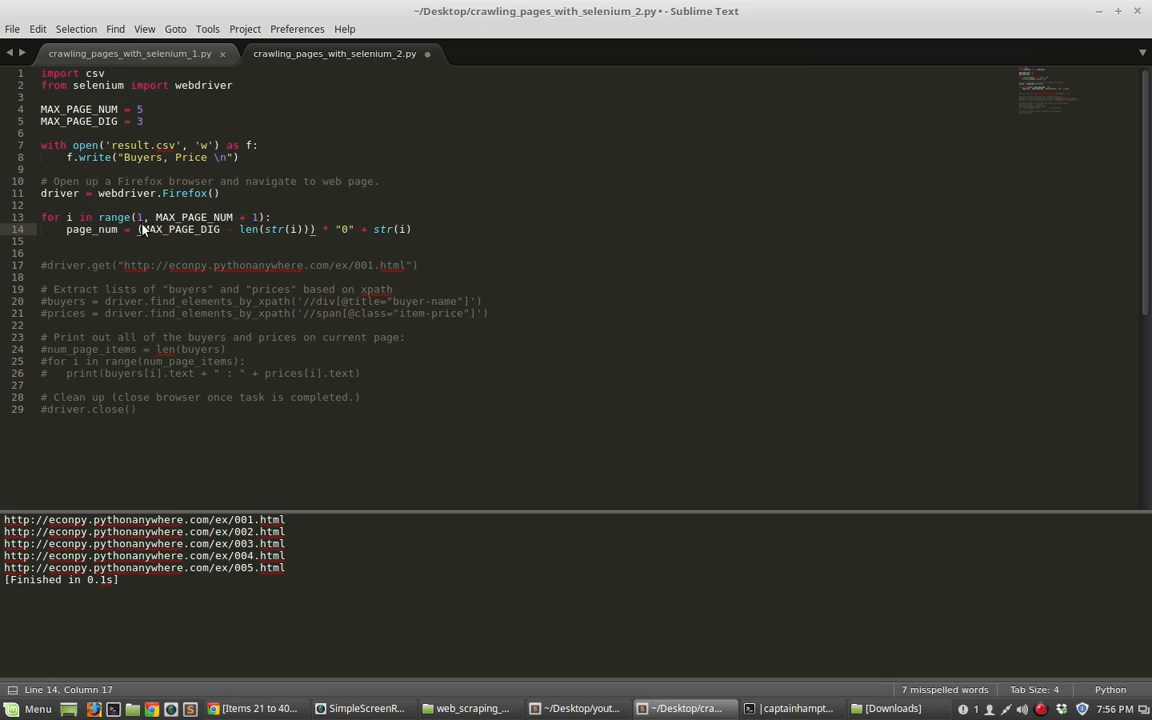 ~/Desktop/crawling_pages_with_selenium_2.py • - Sublime Text
File Edit Selection Find View Goto Tools Project Preferences Help
crawling_pages_with_selenium_1.py × crawling_pages_with_selenium_2.py
1 import csv
2 from selenium import webdriver
3
4 MAX_PAGE_NUM = 5
5 MAX_PAGE_DIG = 3
6
7 with open('result.csv', 'w') as f:
8 f.write("Buyers, Price \n")
9
10 # Open up a Firefox browser and navigate to web page.
11 driver = webdriver.Firefox()
12
13 for i in range(1, MAX_PAGE_NUM + 1):
14 page_num = (MAX_PAGE_DIG - len(str(i))) * "0" + str(i)
15
16
17 #driver.get("http://econpy.pythonanywhere.com/ex/001.html")
18
19 # Extract lists of "buyers" and "prices" based on xpath
20 #buyers = driver.find_elements_by_xpath('//div[@title="buyer-name"]')
21 #prices = driver.find_elements_by_xpath('//span[@class="item-price"]')
22
23 # Print out all of the buyers and prices on current page:
24 #num_page_items = len(buyers)
25 #for i in range(num_page_items):
26 # print(buyers[i].text + " : " + prices[i].text)
27
28 # Clean up (close browser once task is completed.)
29 #driver.close()
http://econpy.pythonanywhere.com/ex/001.html
http://econpy.pythonanywhere.com/ex/002.html
http://econpy.pythonanywhere.com/ex/003.html
http://econpy.pythonanywhere.com/ex/004.html
http://econpy.pythonanywhere.com/ex/005.html
[Finished in 0.1s]
Line 14, Column 17 7 misspelled words Tab Size: 4 Python
Menu [Items 21 to 40... SimpleScreenR... web_scraping_... ~/Desktop/yout... ~/Desktop/cra... |captainhampt... [Downloads] 1 7:56 PM